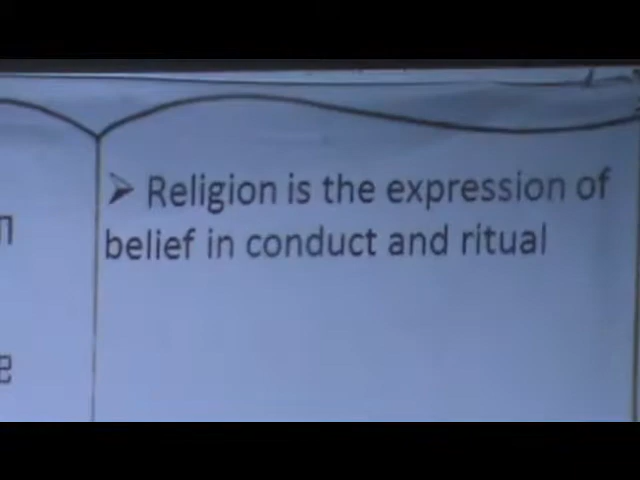 ➢ Religion is the expression of
belief in conduct and ritual